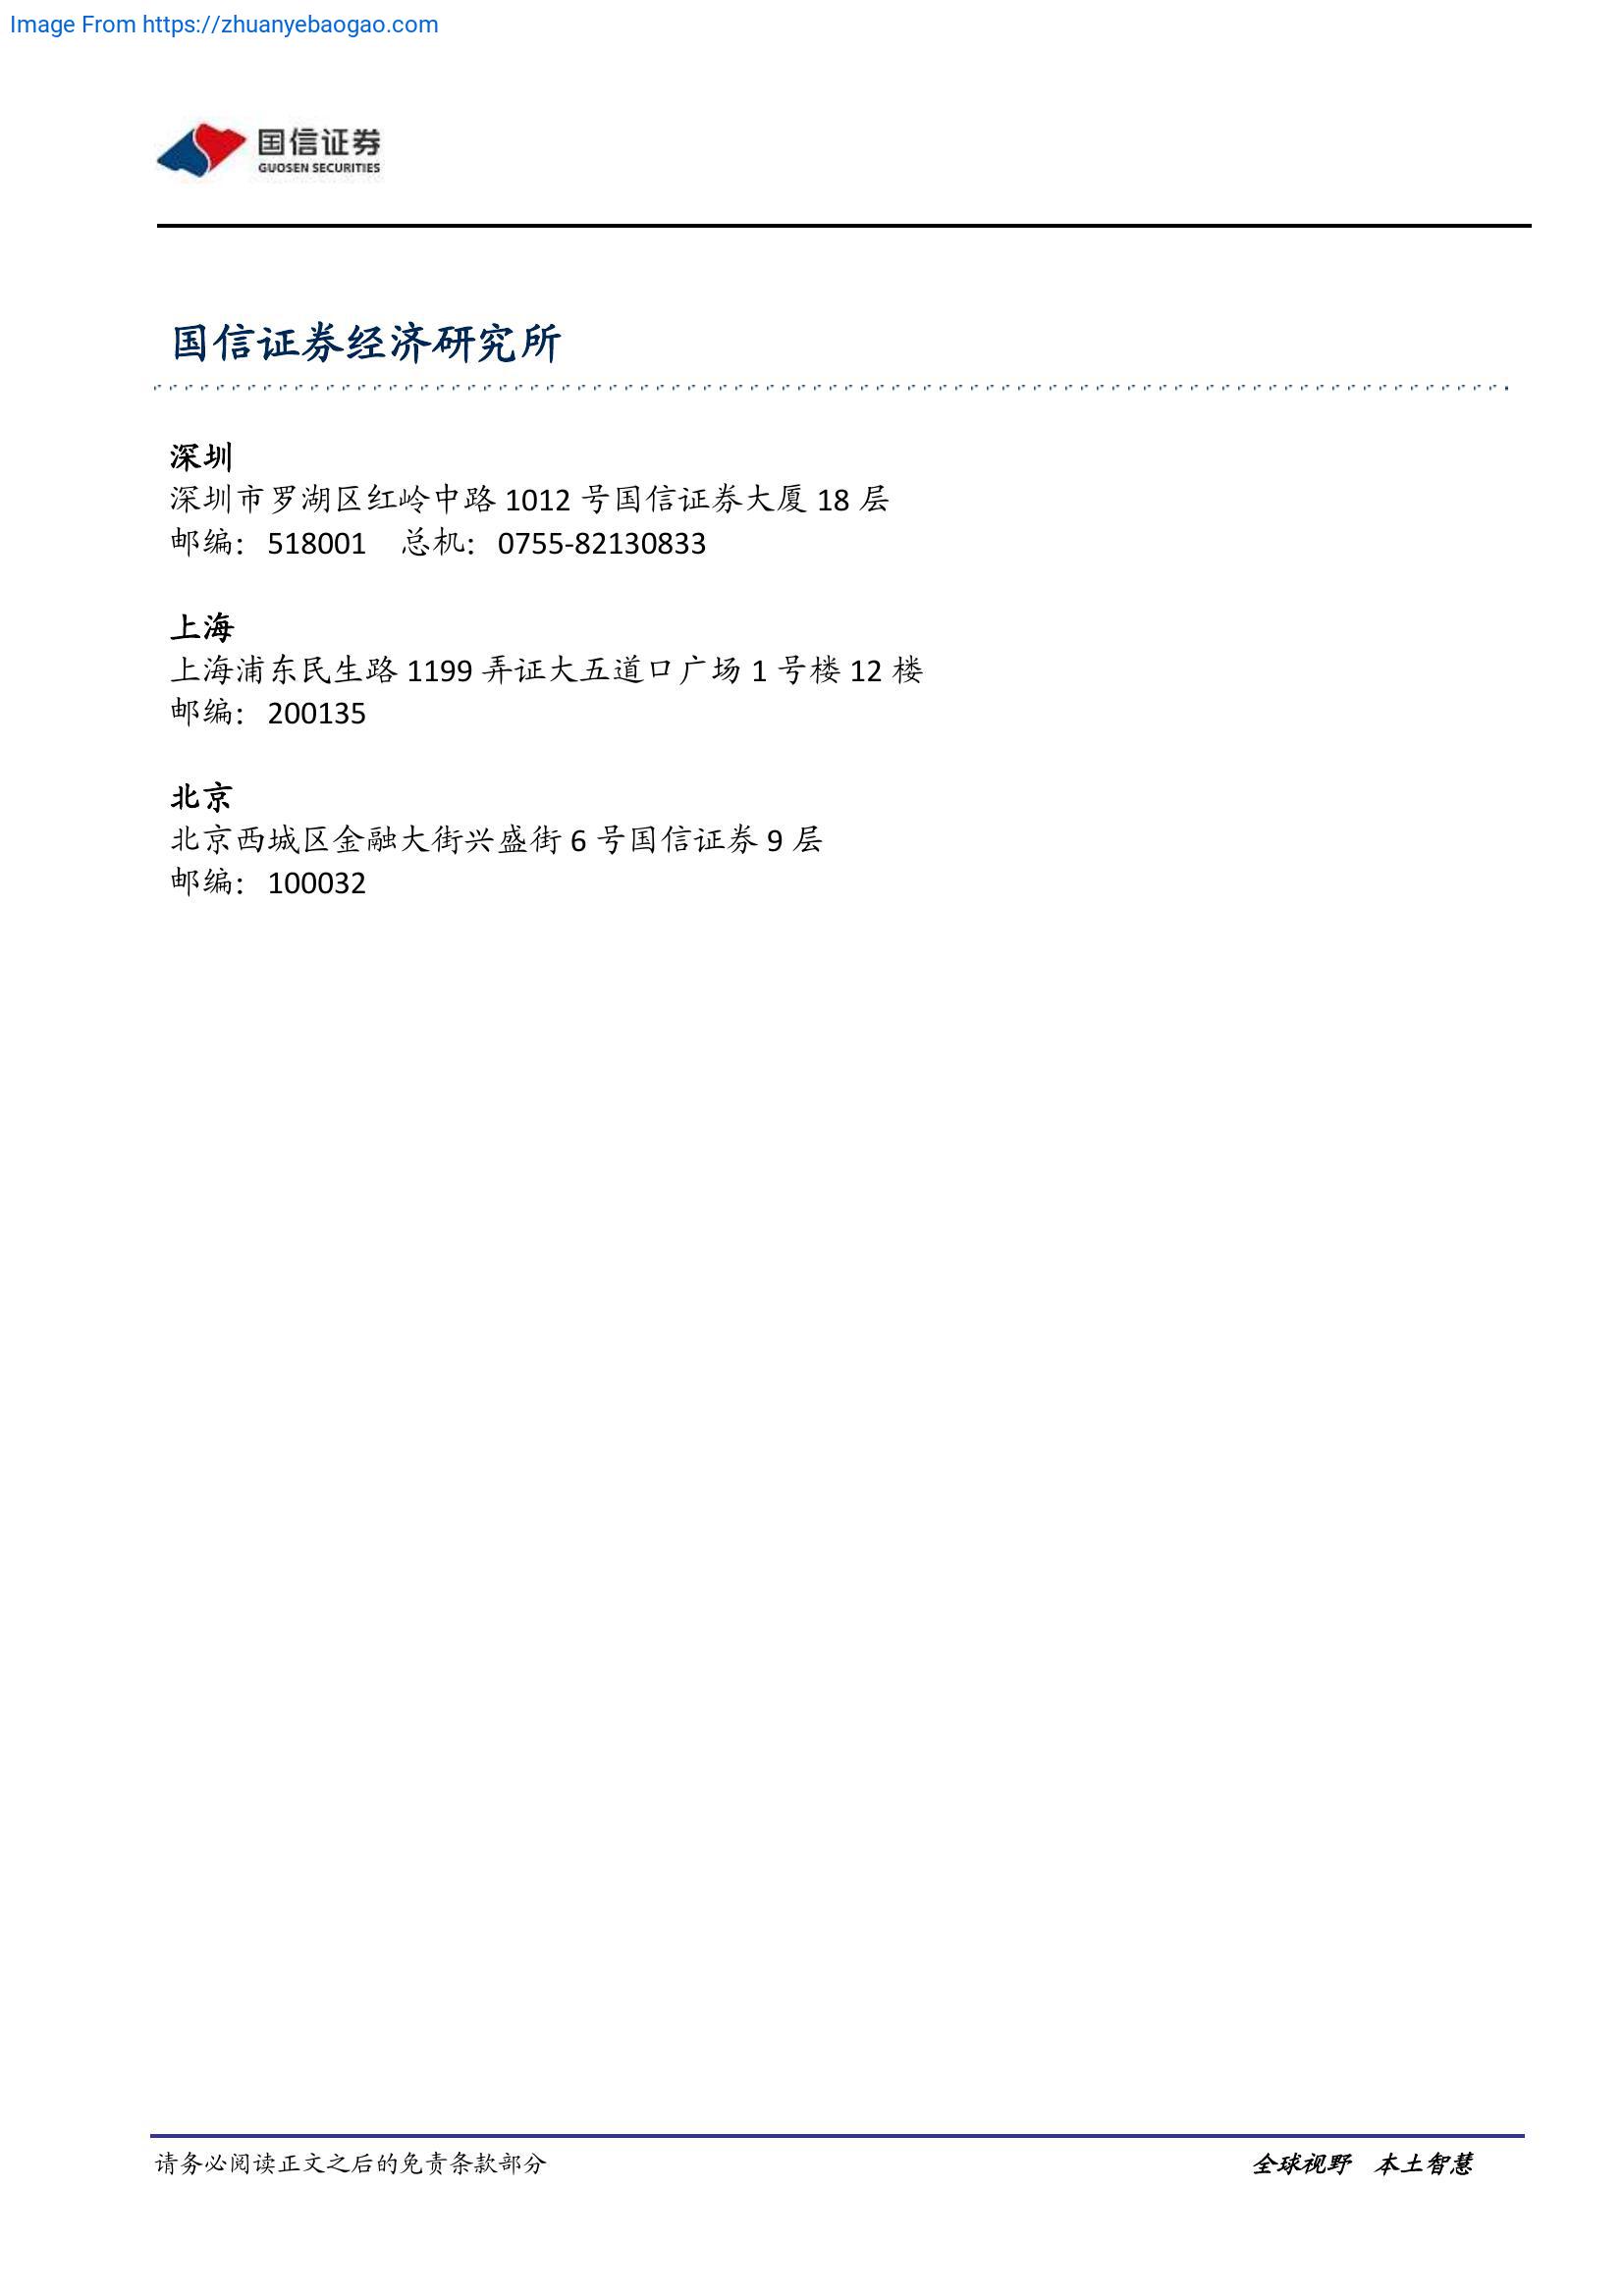 Image From https://zhuanyebaogao.com
国信证券
GUOSEN SECURITIES
国信证券经济研究所
深圳
深圳市罗湖区红岭中路 1012 号国信证券大厦 18 层
邮编：518001 总机：0755-82130833
上海
上海浦东民生路 1199 弄证大五道口广场 1 号楼 12 楼
邮编：200135
北京
北京西城区金融大街兴盛街 6 号国信证券 9 层
邮编：100032
请务必阅读正文之后的免责条款部分
全球视野 本土智慧